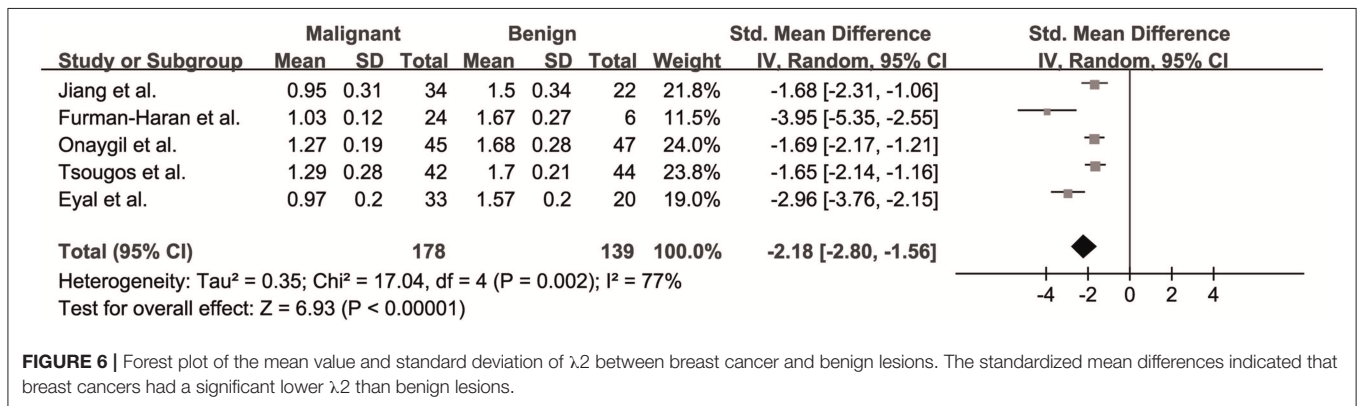 Malignant Benign Std. Mean Difference Std. Mean Difference
Study or Subgroup Mean SD Total Mean SD Total Weight IV, Random, 95% CI IV, Random, 95% CI
Jiang et al. 0.95 0.31 34 1.5 0.34 22 21.8% -1.68 [-2.31, -1.06]
Furman-Haran et al. 1.03 0.12 24 1.67 0.27 6 11.5% -3.95 [-5.35, -2.55]
Onaygil et al. 1.27 0.19 45 1.68 0.28 47 24.0% -1.69 [-2.17, -1.21]
Tsougos et al. 1.29 0.28 42 1.7 0.21 44 23.8% -1.65 [-2.14, -1.16]
Eyal et al. 0.97 0.2 33 1.57 0.2 20 19.0% -2.96 [-3.76, -2.15]
Total (95% CI) 178 139 100.0% -2.18 [-2.80, -1.56]
Heterogeneity: Tau² = 0.35; Chi² = 17.04, df = 4 (P = 0.002); I² = 77%
Test for overall effect: Z = 6.93 (P < 0.00001)
-4 -2 0 2 4
FIGURE 6 | Forest plot of the mean value and standard deviation of λ2 between breast cancer and benign lesions. The standardized mean differences indicated that
breast cancers had a significant lower λ2 than benign lesions.